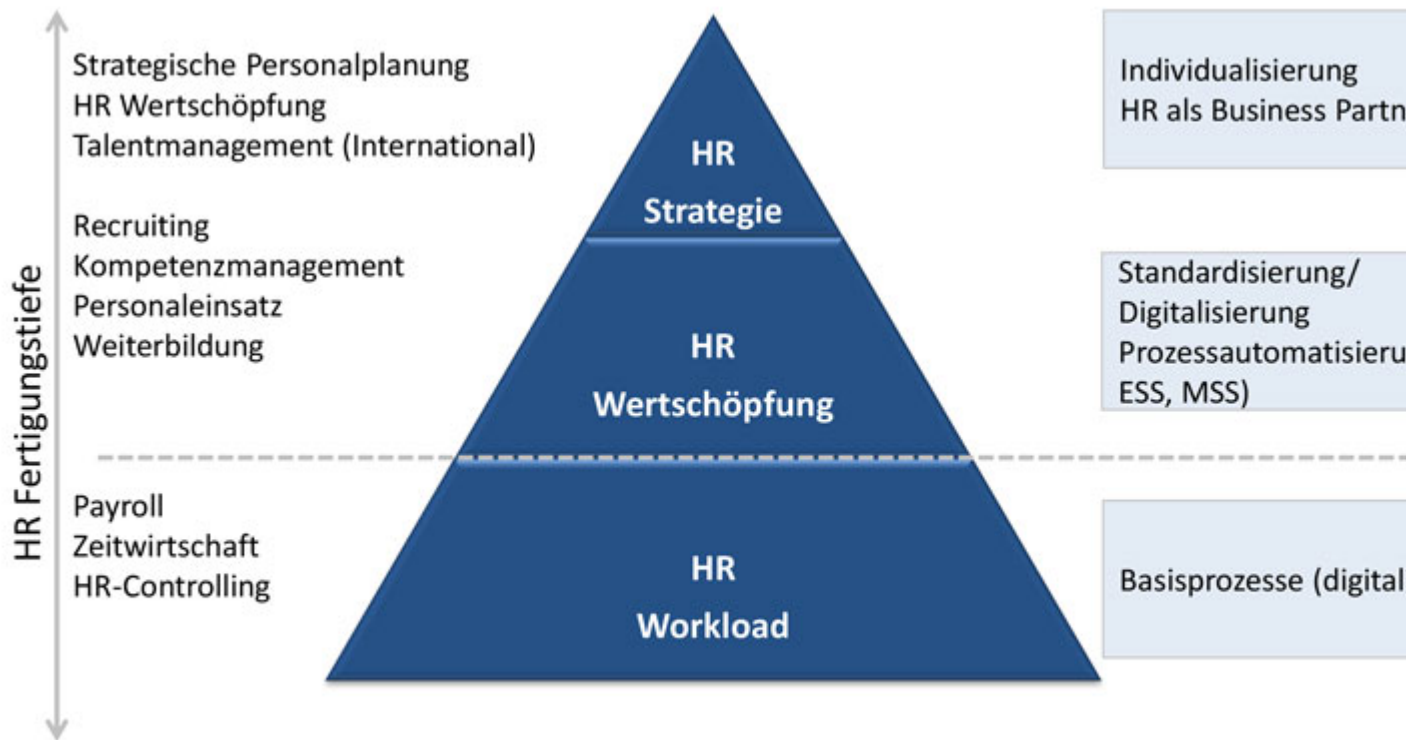 Strategische Personalplanung
HR Wertschöpfung
Talentmanagement (International)
Recruiting
Kompetenzmanagement
Personaleinsatz
Weiterbildung
Payroll
Zeitwirtschaft
HR-Controlling
HR Fertigungstiefe
HR
Strategie
HR
Wertschöpfung
HR
Workload
Individualisierung
HR als Business
Standardisierung/
Digitalisierung
ESS, MSS)
Basisprozesse (digital